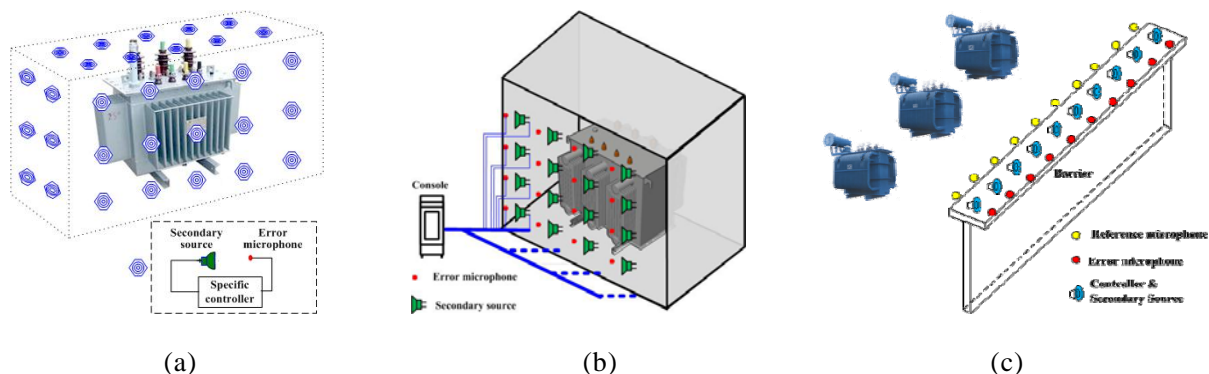 Secondary
source
Error
microphone
Specific
controller
(a)
Console
Error microphone
Secondary source
(b)
Barrier
Reference microphone
Error microphone
Controller &
Secondary Source
(c)